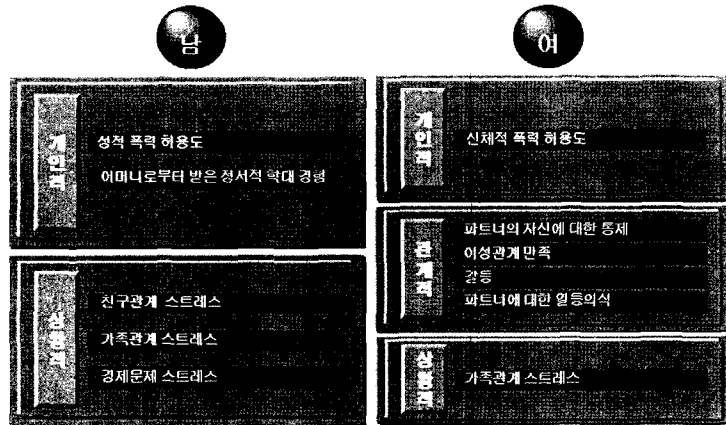 남
개인적
성적 폭력 허용도
어머니로부터 받은 정서적 학대 경험
상황적
친구관계 스트레스
가족관계 스트레스
경제문제 스트레스
여
개인적
신체적 폭력 허용도
관계적
파트너의 자신에 대한 통제
이성관계 만족
갈등
파트너에 대한 열등의식
상황적
가족관계 스트레스